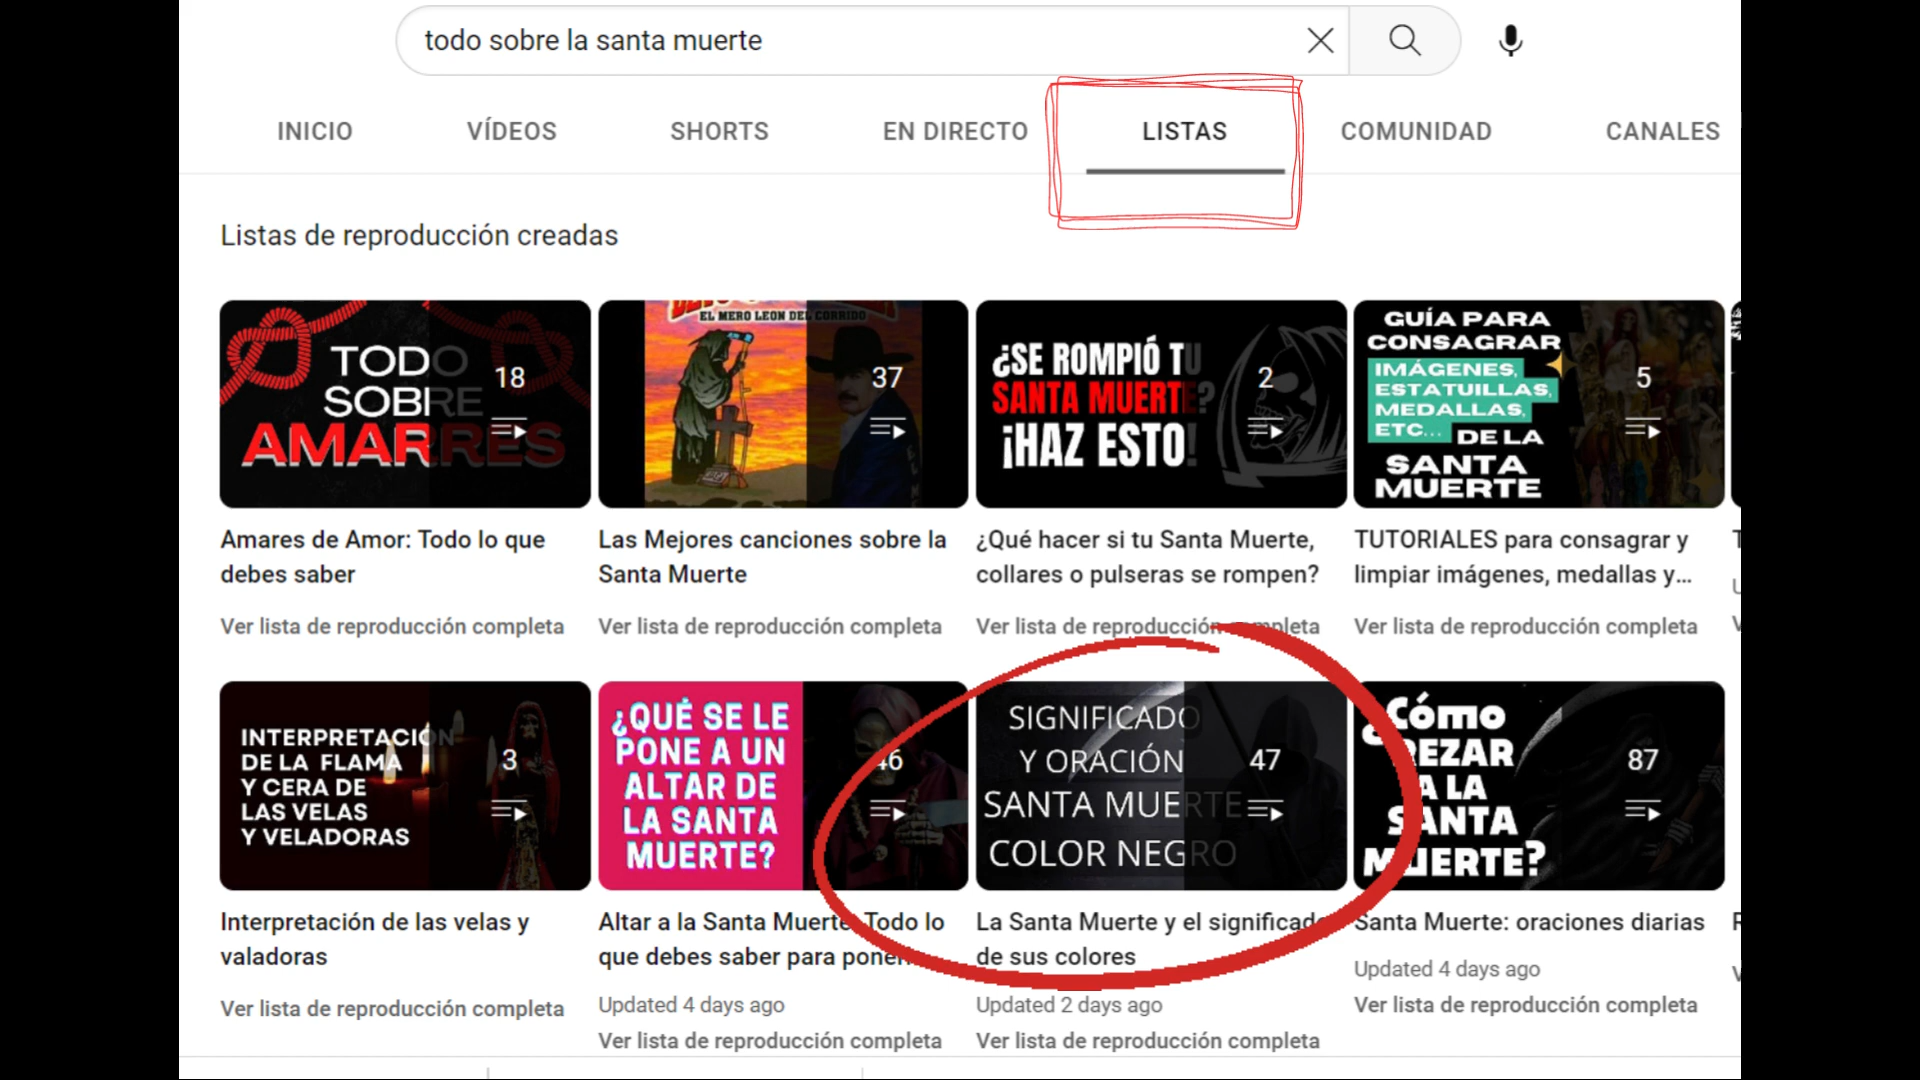 todo sobre la santa muerte
INICIO VÍDEOS SHORTS EN DIRECTO LISTAS COMUNIDAD CANALES
Listas de reproducción creadas
TODO
SOBRE
AMARRES
18
EL MERO LEON DEL CORRIDO
37
¿SE ROMPIÓ TU
SANTA MUERTE?
¡HAZ ESTO!
2
GUÍA PARA
CONSAGRAR
IMÁGENES,
ESTATUILLAS,
MEDALLAS,
ETC... DE LA
SANTA
MUERTE
5
Amares de Amor: Todo lo que
debes saber
Ver lista de reproducción completa
Las Mejores canciones sobre la
Santa Muerte
Ver lista de reproducción completa
¿Qué hacer si tu Santa Muerte,
collares o pulseras se rompen?
Ver lista de reproducción completa
TUTORIALES para consagrar y
limpiar imágenes, medallas y...
Ver lista de reproducción completa
INTERPRETACIÓN
DE LA FLAMA
Y CERA DE
LAS VELAS
Y VELADORAS
3
¿QUÉ SE LE
PONE A UN
ALTAR DE
LA SANTA
MUERTE?
46
SIGNIFICADO
Y ORACIÓN
SANTA MUERTE
COLOR NEGRO
47
¿Cómo
REZAR
A LA
SANTA
MUERTE?
87
Interpretación de las velas y
valadoras
Ver lista de reproducción completa
Altar a la Santa Muerte: Todo lo
que debes saber para poner
Updated 4 days ago
Ver lista de reproducción completa
La Santa Muerte y el significado
de sus colores
Updated 2 days ago
Ver lista de reproducción completa
Santa Muerte: oraciones diarias
Updated 4 days ago
Ver lista de reproducción completa